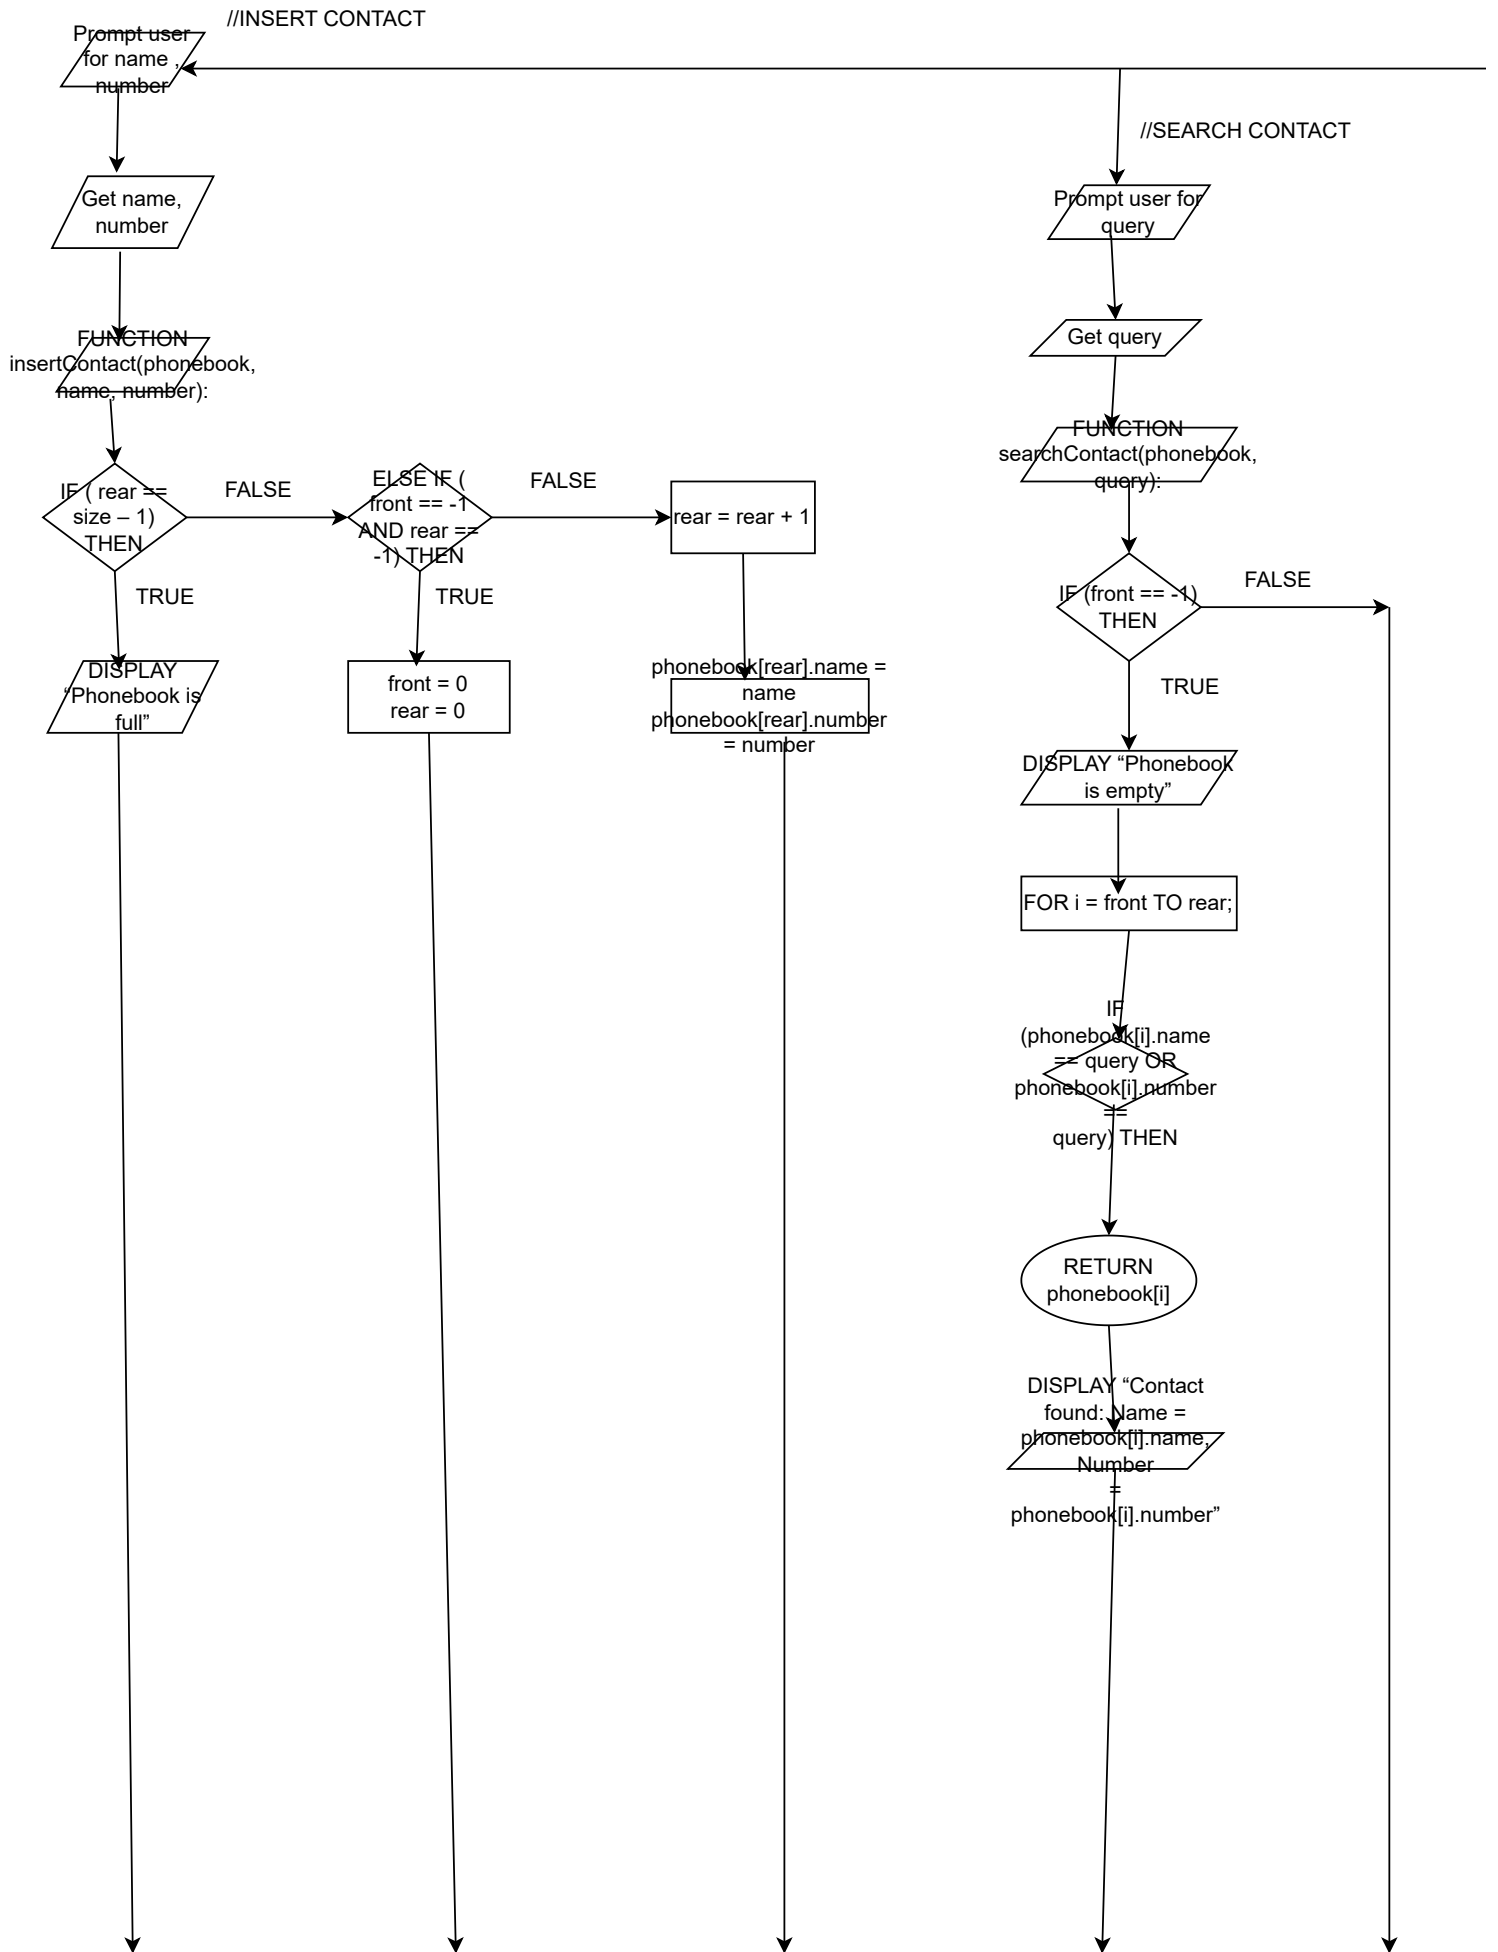 //INSERT CONTACT
Prompt user
for name ,
number
Get name,
number
FUNCTION
insertContact(phonebook,
name, number):
IF ( rear ==
size – 1)
THEN
FALSE
TRUE
ELSE IF (
front == -1
AND rear ==
-1) THEN
FALSE
TRUE
rear = rear + 1
DISPLAY
“Phonebook is
full”
front = 0
rear = 0
phonebook[rear].name =
name
phonebook[rear].number
= number
//SEARCH CONTACT
Prompt user for
query
Get query
FUNCTION
searchContact(phonebook,
query):
IF (front == -1)
THEN
FALSE
TRUE
DISPLAY “Phonebook
is empty”
FOR i = front TO rear;
IF
(phonebook[i].name
== query OR
phonebook[i].number
==
query) THEN
RETURN
phonebook[i]
DISPLAY “Contact
found: Name =
phonebook[i].name,
Number
=
phonebook[i].number”